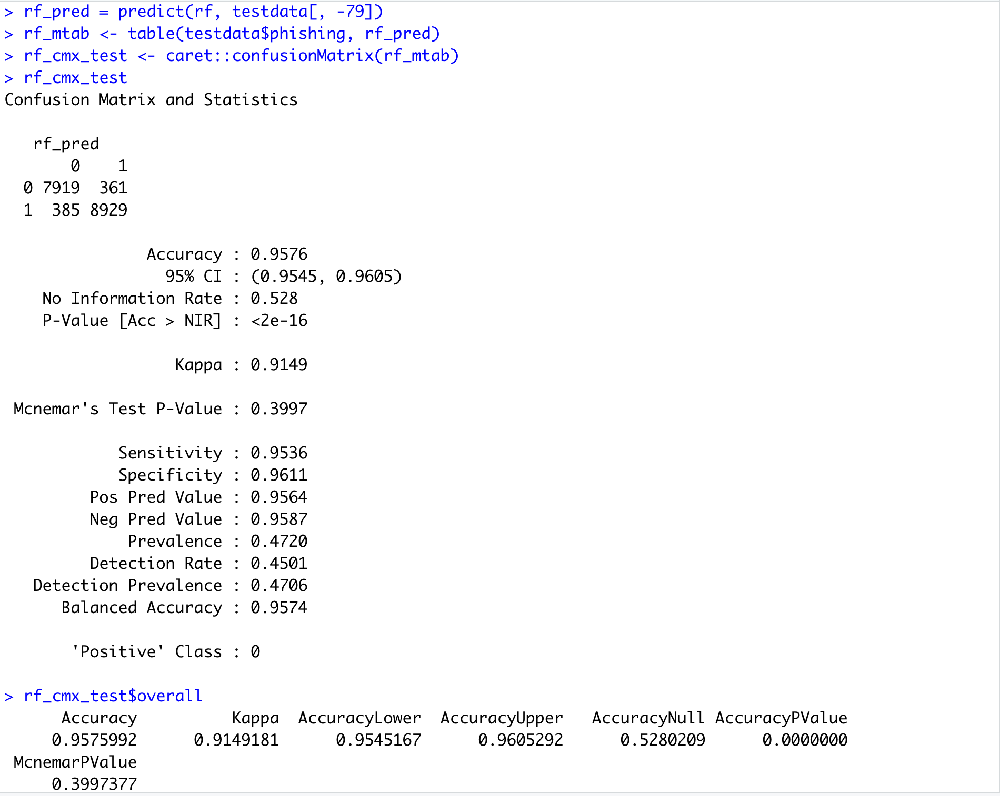 > rf_pred = predict(rf, testdata[, -79])
> rf_mtab <- table(testdata$phishing, rf_pred)
> rf_cmx_test <- caret::confusionMatrix(rf_mtab)
> rf_cmx_test
Confusion Matrix and Statistics

   rf_pred
       0    1
  0 7919  361
  1  385 8929

               Accuracy : 0.9576
                 95% CI : (0.9545, 0.9605)
    No Information Rate : 0.528
    P-Value [Acc > NIR] : <2e-16

                  Kappa : 0.9149

 Mcnemar's Test P-Value : 0.3997

            Sensitivity : 0.9536
            Specificity : 0.9611
         Pos Pred Value : 0.9564
         Neg Pred Value : 0.9587
             Prevalence : 0.4720
         Detection Rate : 0.4501
   Detection Prevalence : 0.4706
      Balanced Accuracy : 0.9574

       'Positive' Class : 0

> rf_cmx_test$overall
      Accuracy          Kappa  AccuracyLower  AccuracyUpper   AccuracyNull AccuracyPValue
     0.9575992      0.9149181      0.9545167      0.9605292      0.5280209      0.0000000
 McnemarPValue
     0.3997377